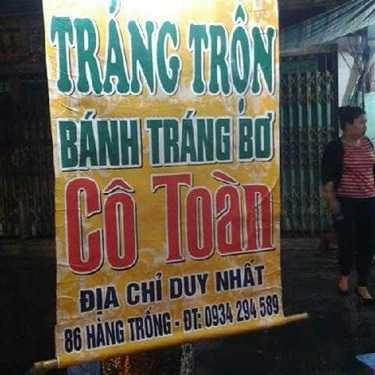 TRÁNG TRỘN
BÁNH TRÁNG BƠ
Cô Toàn
ĐỊA CHỈ DUY NHẤT
86 HÀNG TRỐNG - ĐT: 0934 294 589